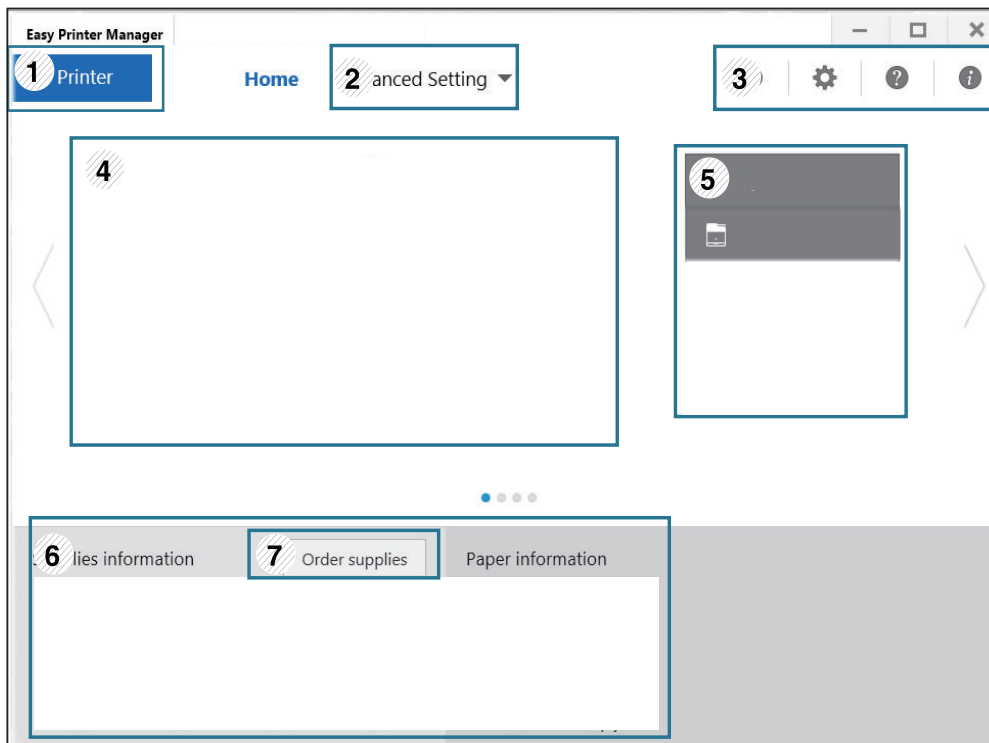 Easy Printer Manager
1 Printer Home 2 anced Setting 3
4
5
6 lies information 7 Order supplies Paper information